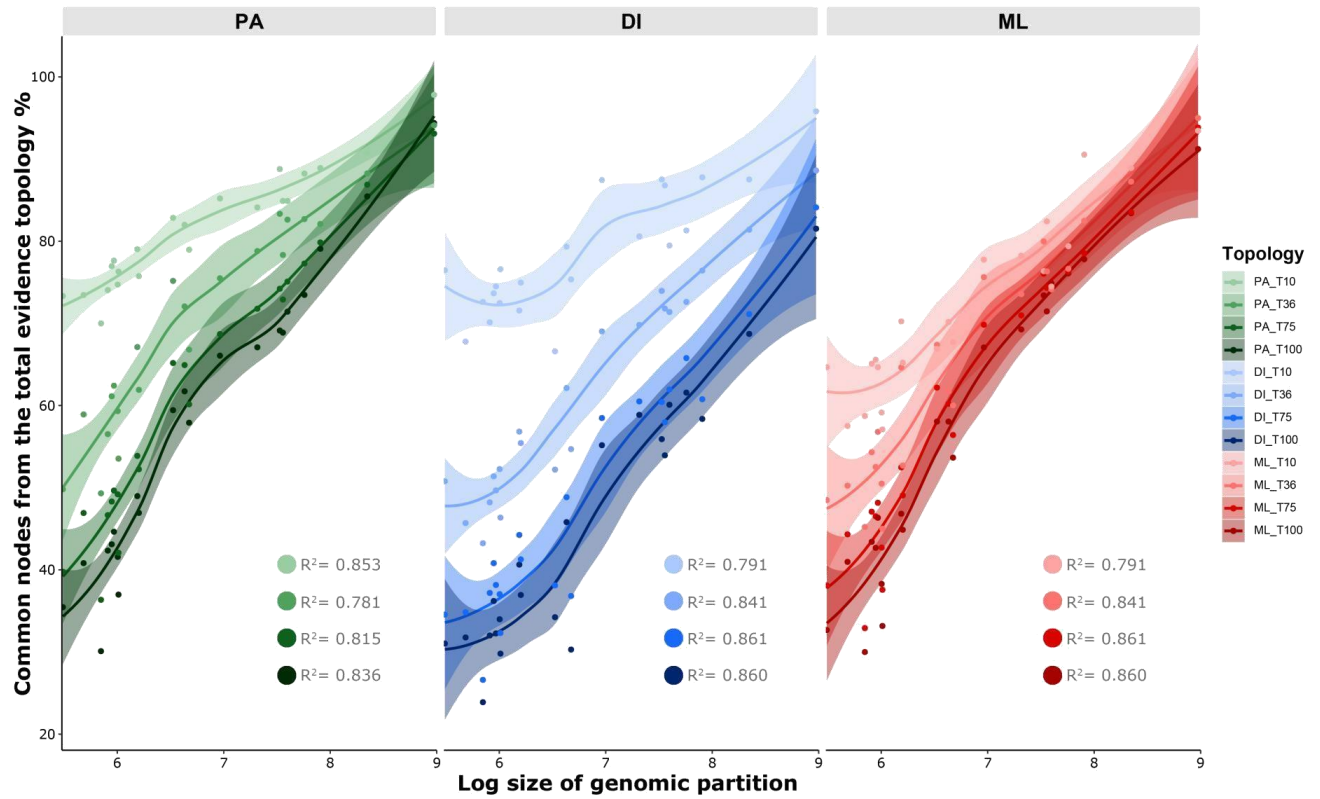 PA
DI
ML
Common nodes from the total evidence topology %
100
80
60
40
20
R²= 0.853
R²= 0.781
R²= 0.815
R²= 0.836
R²= 0.791
R²= 0.841
R²= 0.861
R²= 0.860
R²= 0.791
R²= 0.841
R²= 0.861
R²= 0.860
6 7 8 9
6 7 8 9
6 7 8 9
Log size of genomic partition
Topology
PA_T10
PA_T36
PA_T75
PA_T100
DI_T10
DI_T36
DI_T75
DI_T100
ML_T10
ML_T36
ML_T75
ML_T100